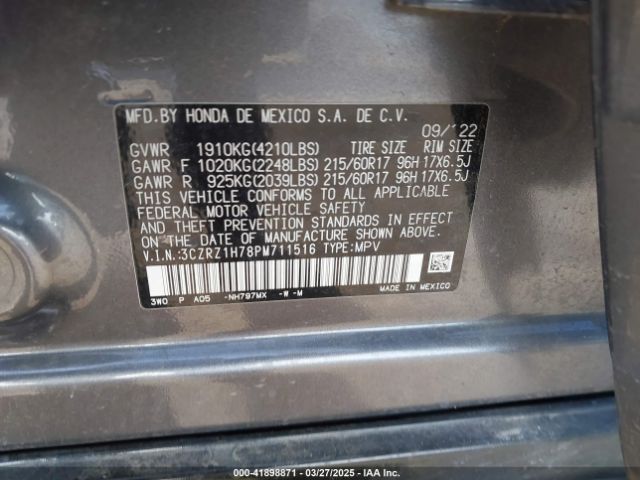 MFD.BY HONDA DE MEXICO S.A. DE C.V.
09/'22
GVWR 1910KG(4210LBS) TIRE SIZE RIM SIZE
GAWR F 1020KG(2248LBS) 215/60R17 96H 17X6.5J
GAWR R 925KG(2039LBS) 215/60R17 96H 17X6.5J
THIS VEHICLE CONFORMS TO ALL APPLICABLE
FEDERAL MOTOR VEHICLE SAFETY
AND THEFT PREVENTION STANDARDS IN EFFECT
ON THE DATE OF MANUFACTURE SHOWN ABOVE.
V.I.N.:3CZRZ1H78PM711516 TYPE:MPV
3W0 P A05 -NH797MX -W -M MADE IN MEXICO
000-41898871 — 03/27/2025 — IAA Inc.